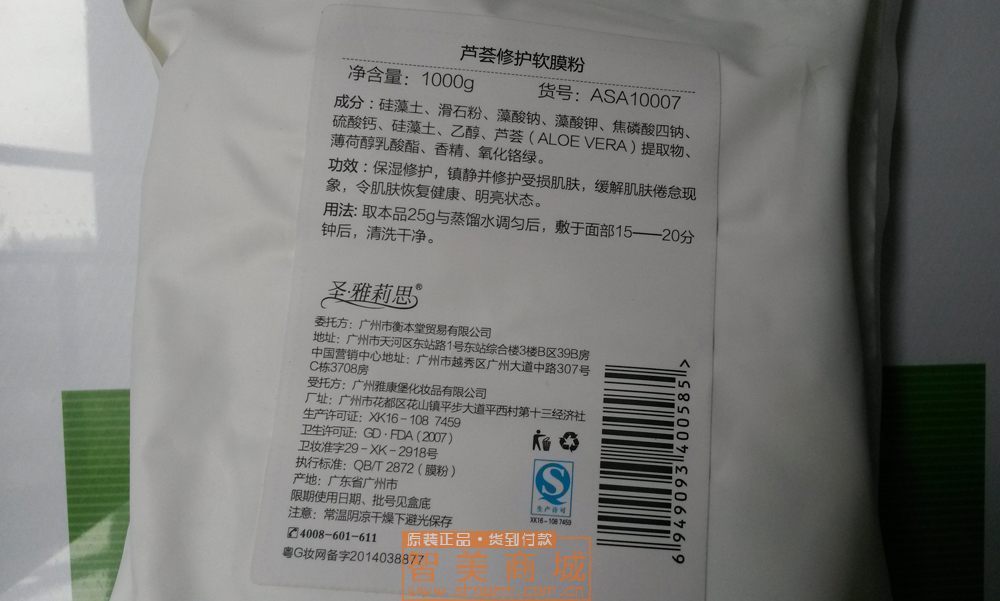 芦荟修护软膜粉
净含量：1000g 货号：ASA10007
成分：硅藻土、滑石粉、藻酸钠、藻酸钾、焦磷酸四钠、
硫酸钙、硅藻土、乙醇、芦荟（ALOE VERA）提取物、
薄荷醇乳酸酯、香精、氧化铬绿。
功效：保湿修护，镇静并修护受损肌肤，缓解肌肤倦怠现
象，令肌肤恢复健康、明亮状态。
用法：取本品25g与蒸馏水调匀后，敷于面部15——20分
钟后，清洗干净。
圣·雅莉思®
委托方：广州市衡本堂贸易有限公司
地址：广州市天河区东站路1号东站综合楼3楼B区39B房
中国营销中心地址：广州市越秀区广州大道中路307号
C栋3708房
受托方：广州雅康堡化妆品有限公司
厂址：广州市花都区花山镇平步大道平西村第十三经济社
生产许可证：XK16－108 7459
卫生许可证：GD·FDA（2007）
卫妆准字29－XK－2918号
执行标准：QB/T 2872（膜粉）
产地：广东省广州市
限期使用日期、批号见盒底
注意：常温阴凉干燥下避光保存
4008-601-611
粤G妆网备字2014038877
生产许可
XK16-108 7459
6949093400585>
原装正品·货到付款
智美商城